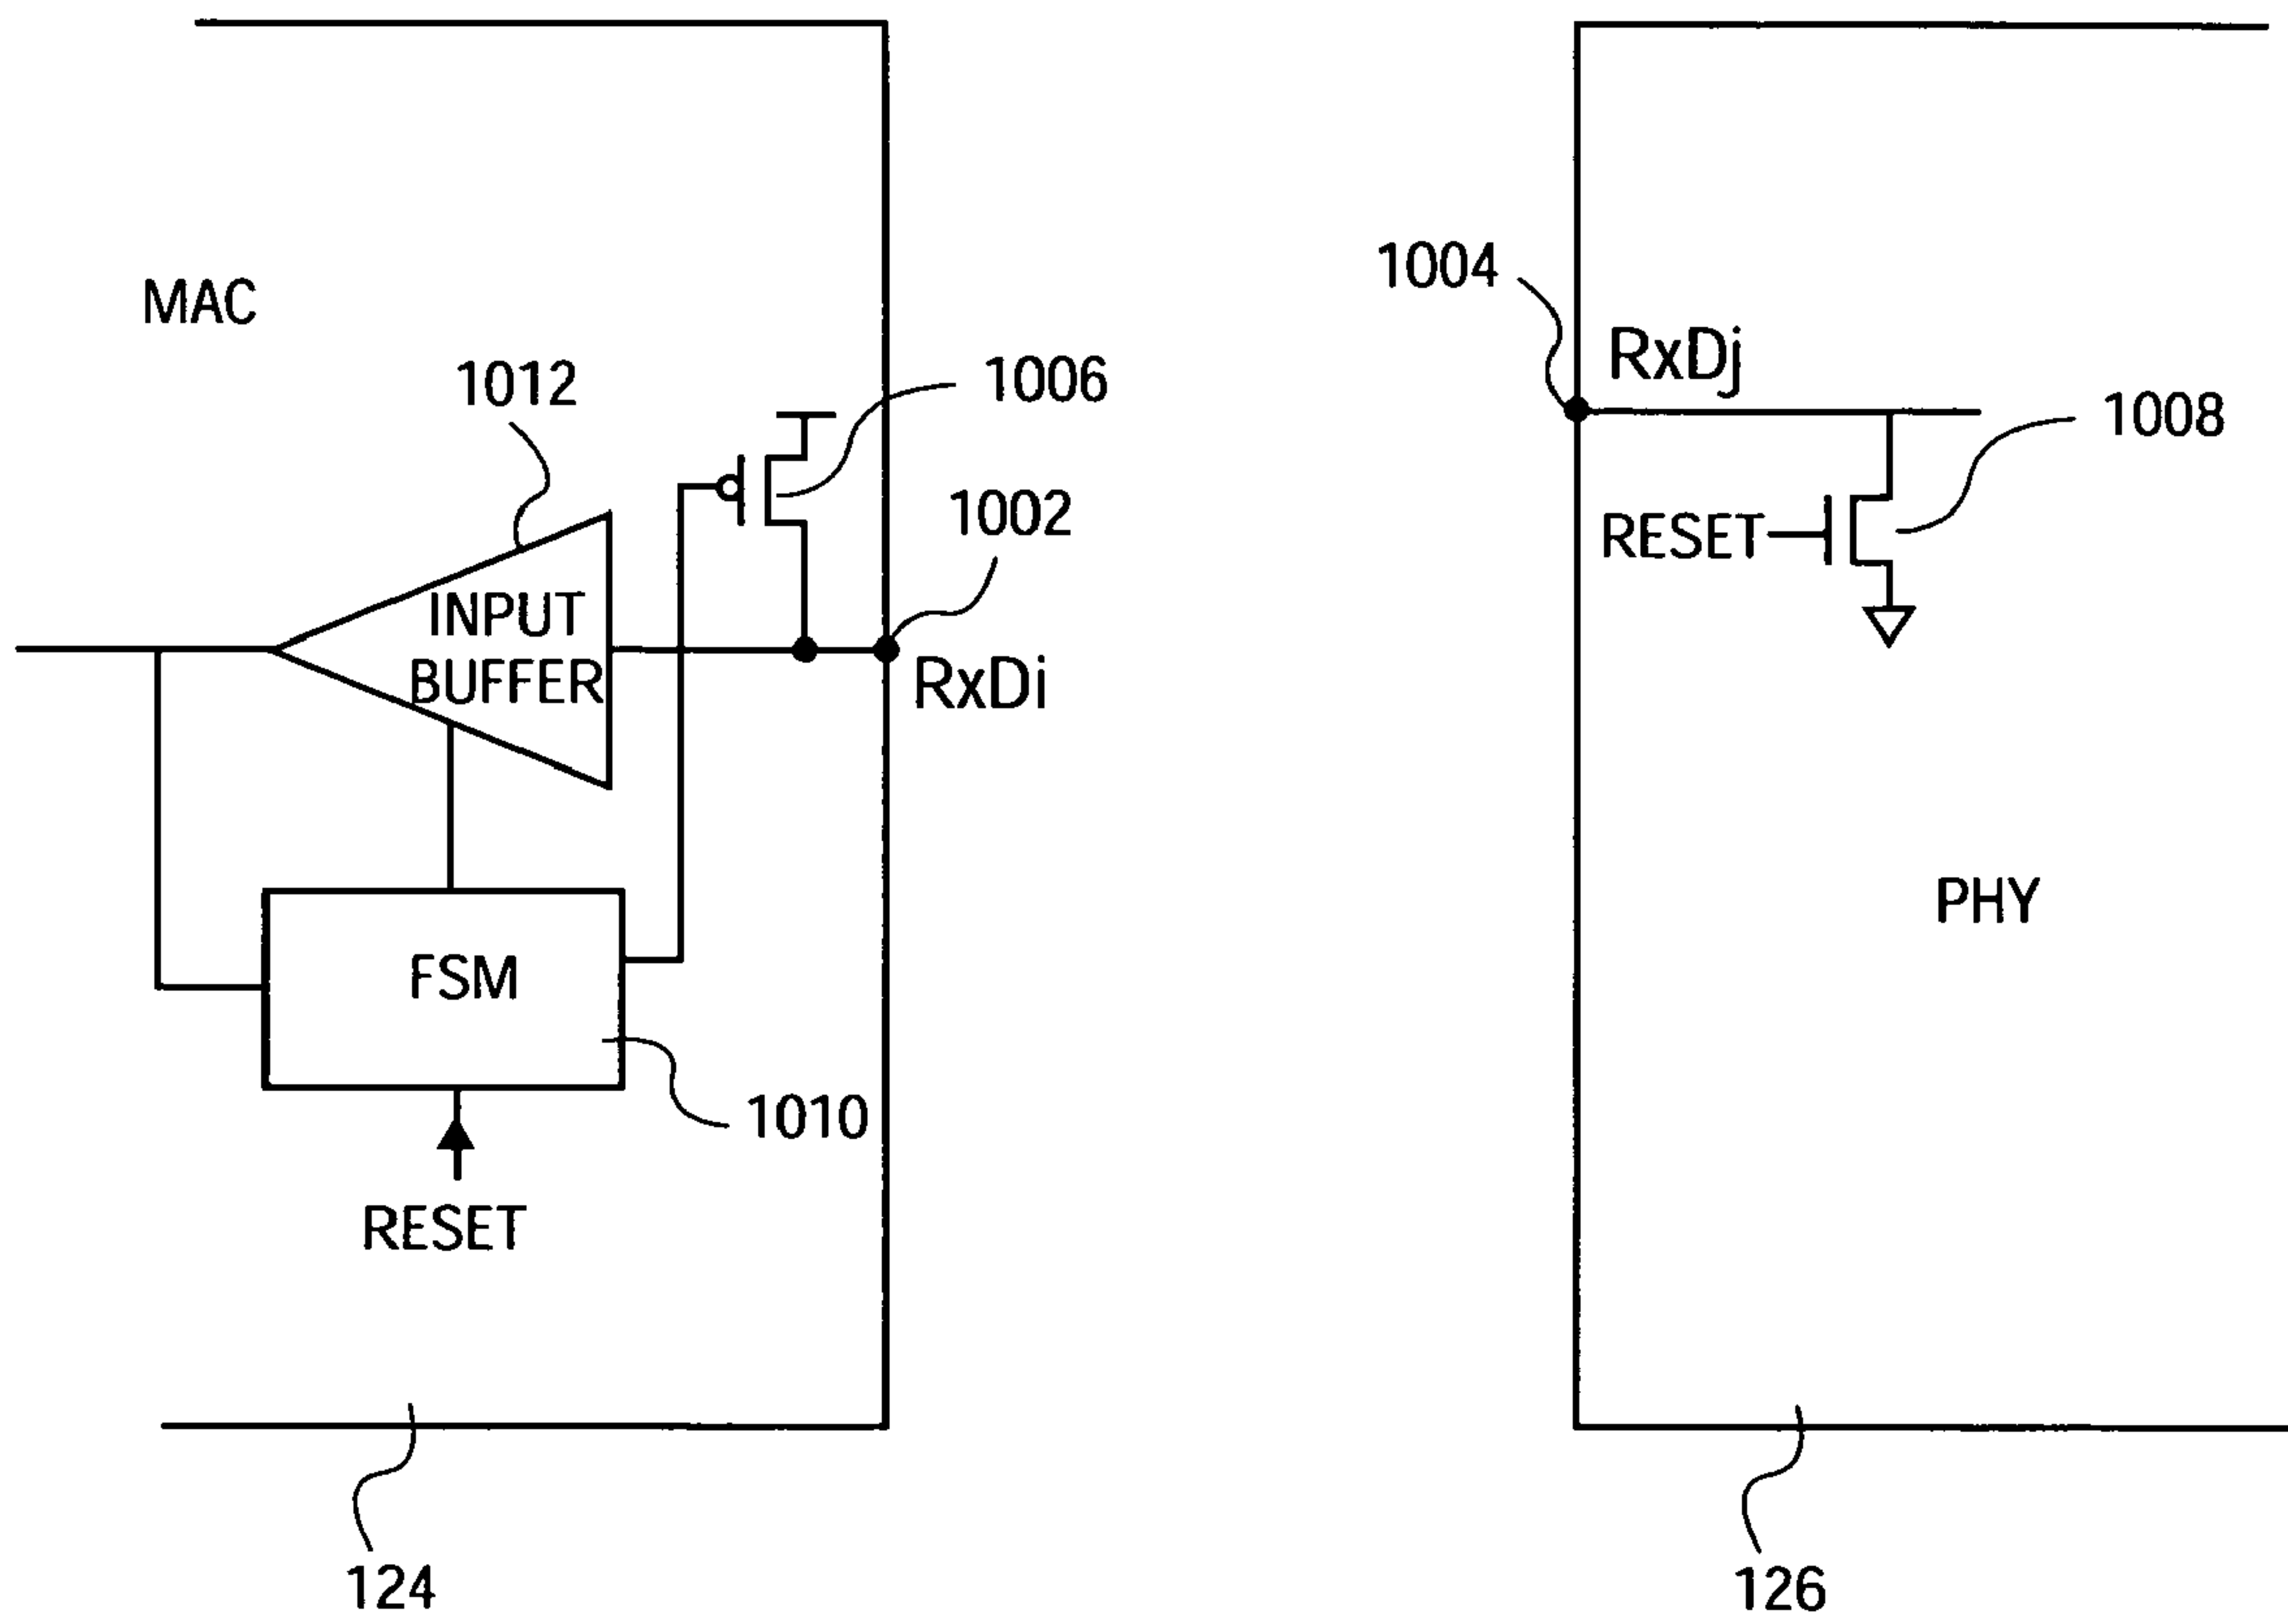 MAC
1012
1006
1002
INPUT
BUFFER
RxDi
FSM
1010
RESET
124
1004
RxDj
1008
RESET
PHY
126